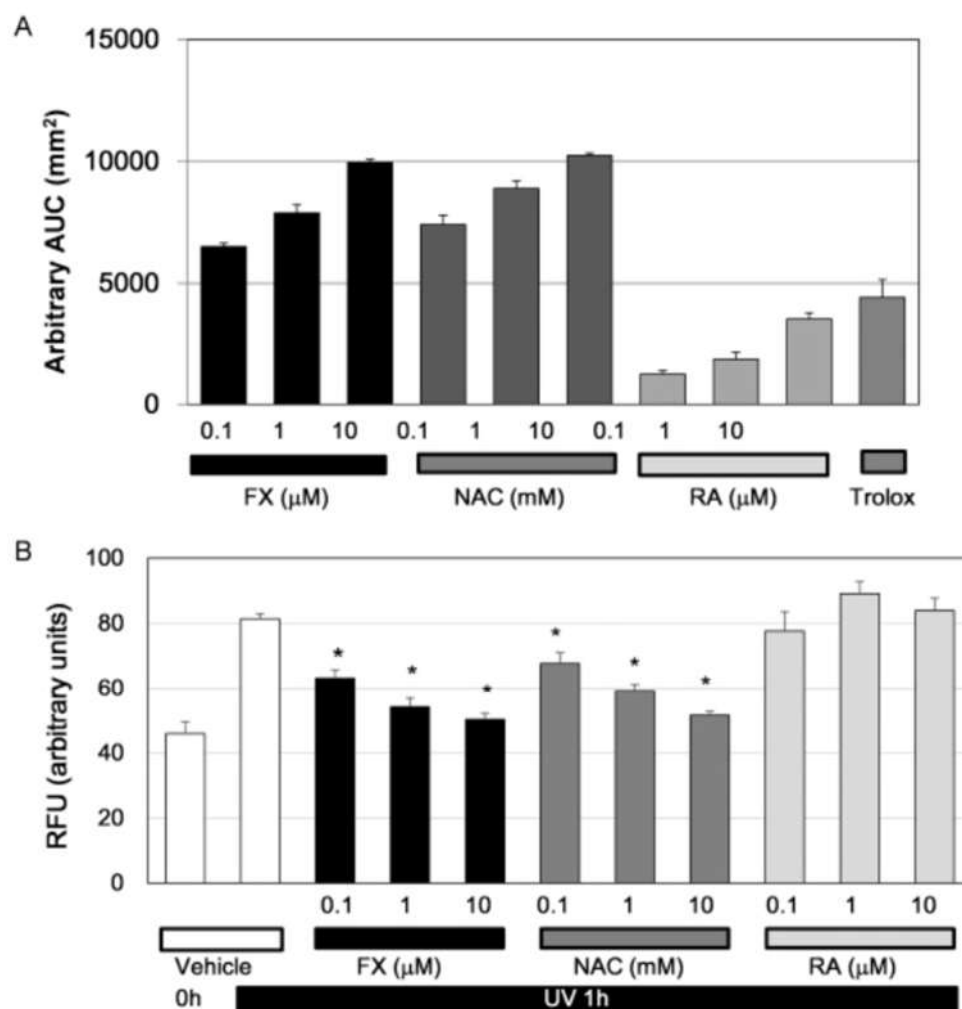 A
15000
10000
5000
0
Arbitrary AUC (mm²)
0.1 1 10 0.1 1 10 0.1 1 10
FX (μM) NAC (mM) RA (μM) Trolox
B
100
80
60
40
20
0
RFU (arbitrary units)
* * * * * *
0.1 1 10 0.1 1 10 0.1 1 10
Vehicle FX (μM) NAC (mM) RA (μM)
0h UV 1h